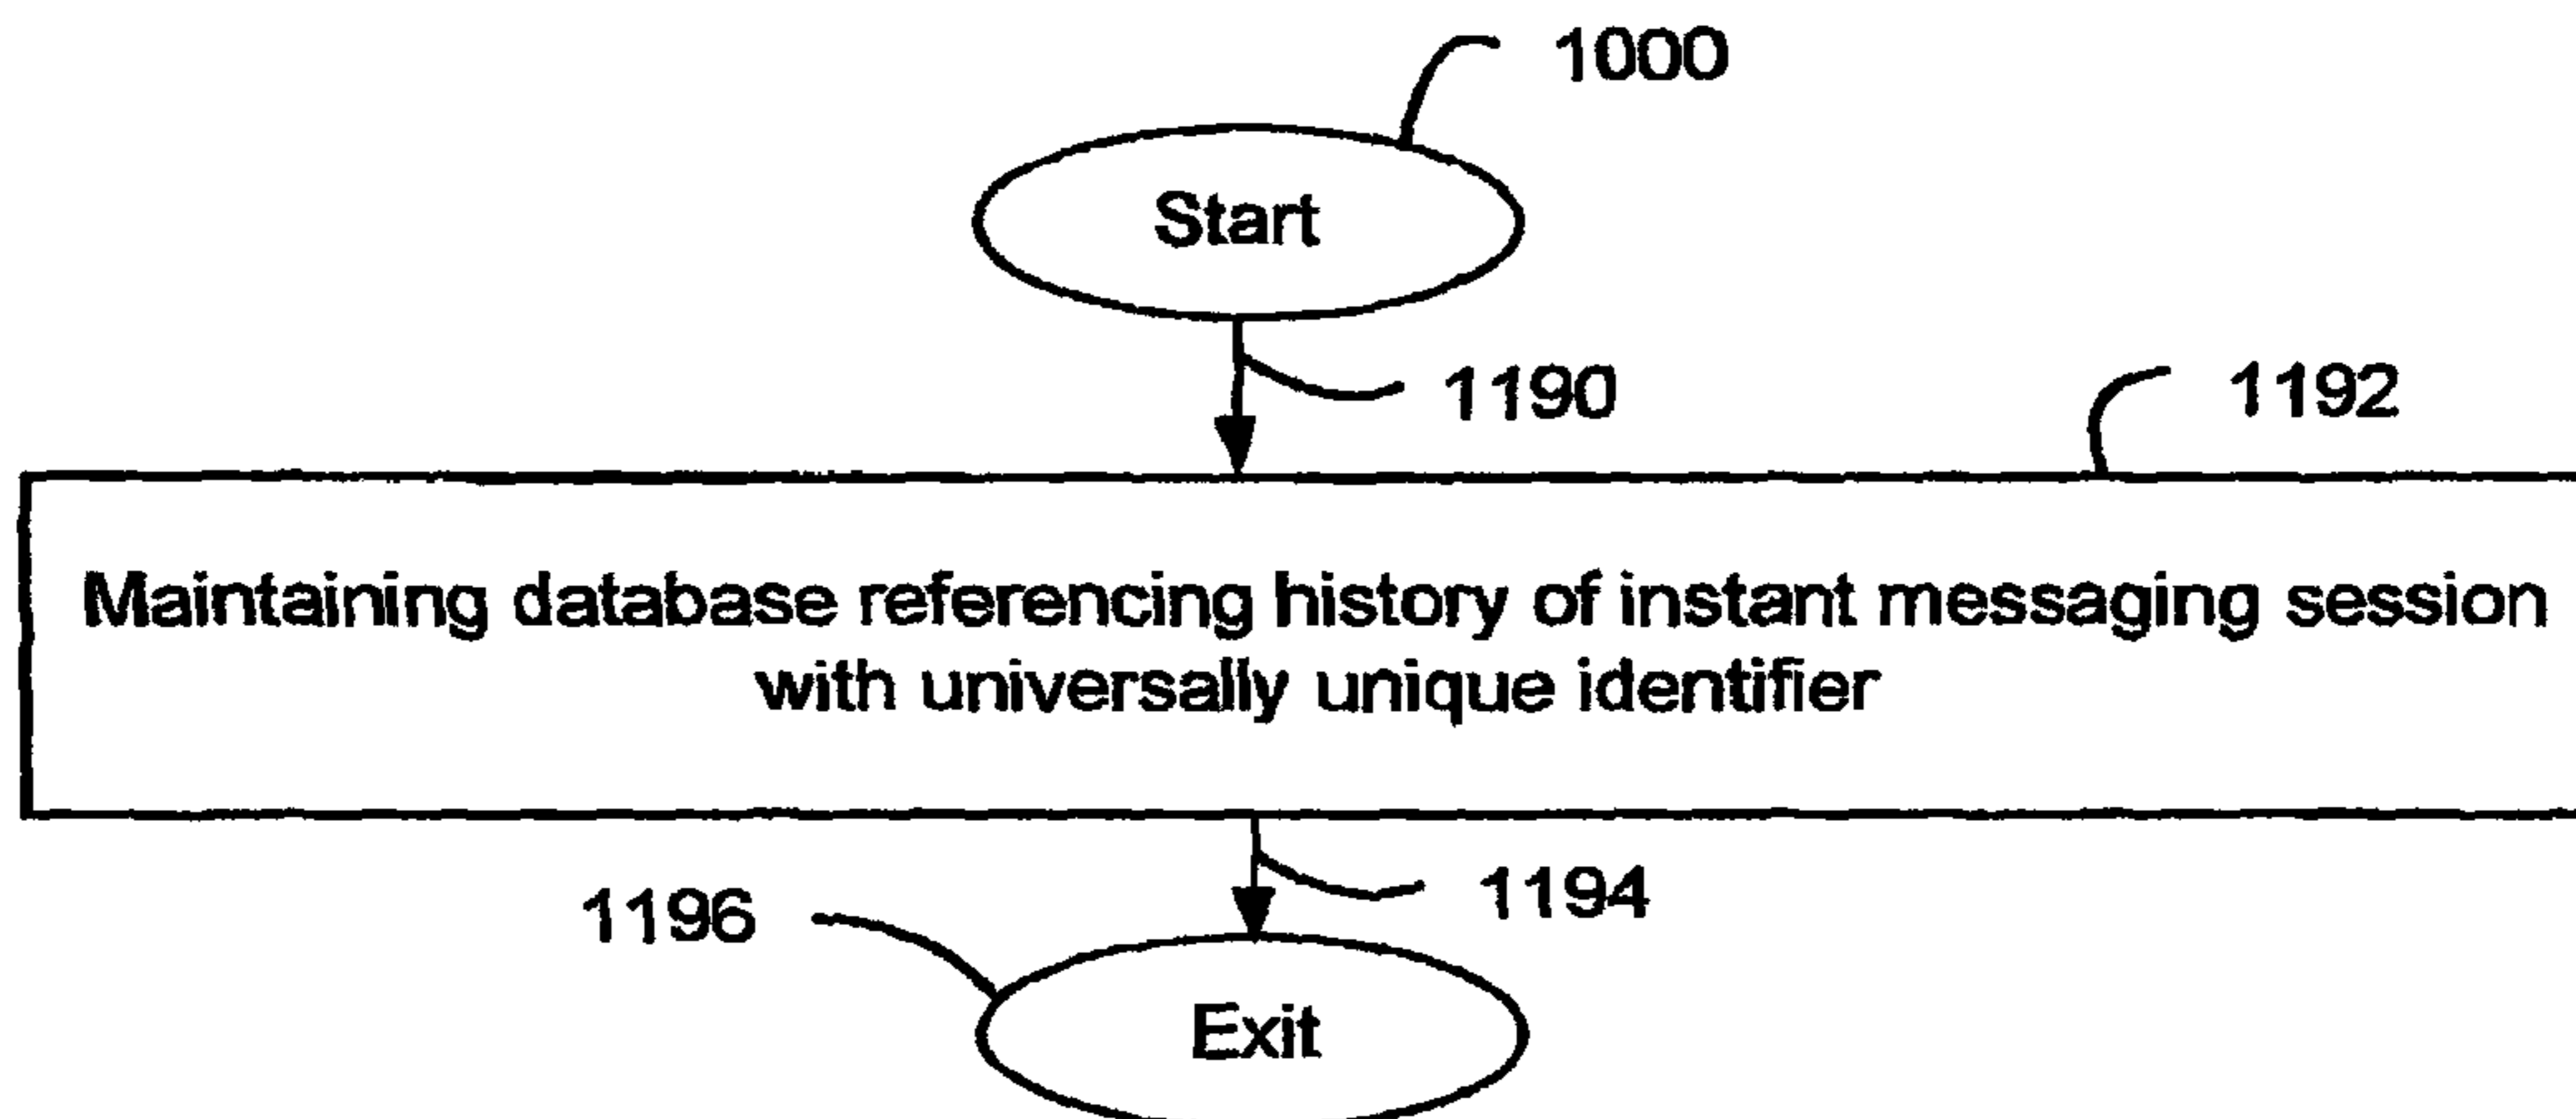 1000
Start
1190
1192
Maintaining database referencing history of instant messaging session
with universally unique identifier
1194
1196
Exit